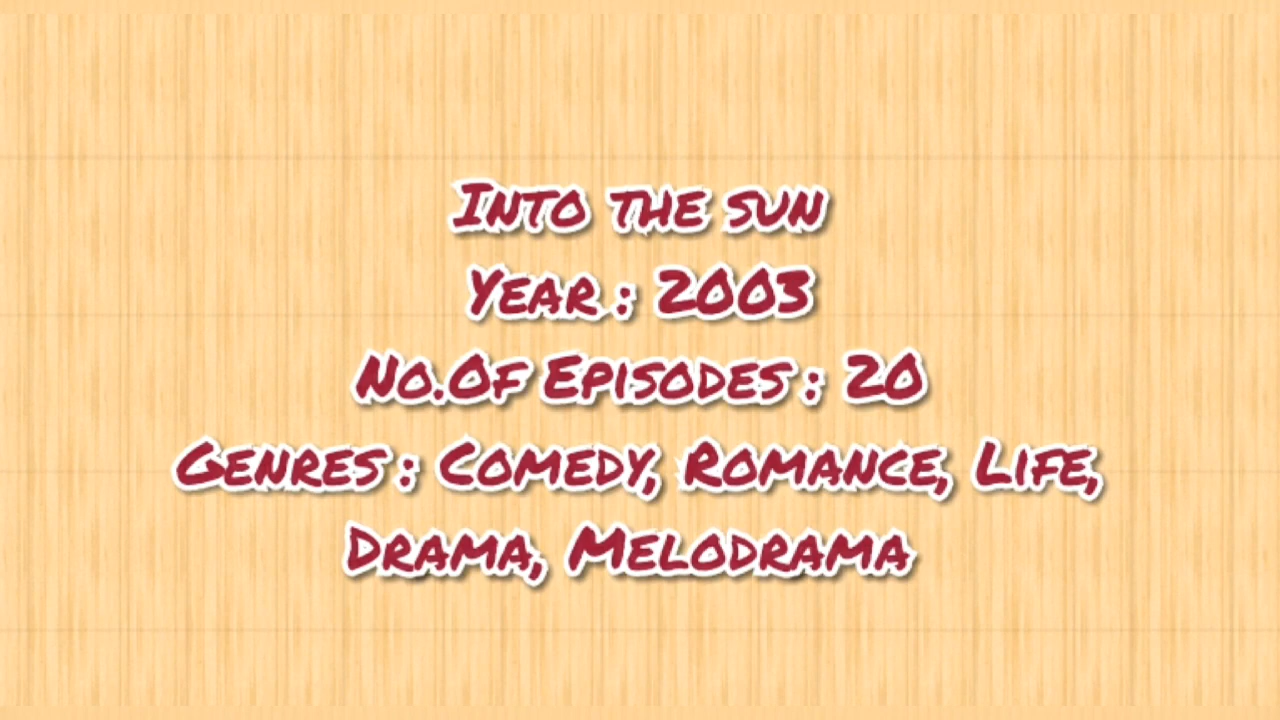 Into the sun
Year : 2003
No.Of Episodes : 20
Genres : Comedy, Romance, Life,
Drama, Melodrama